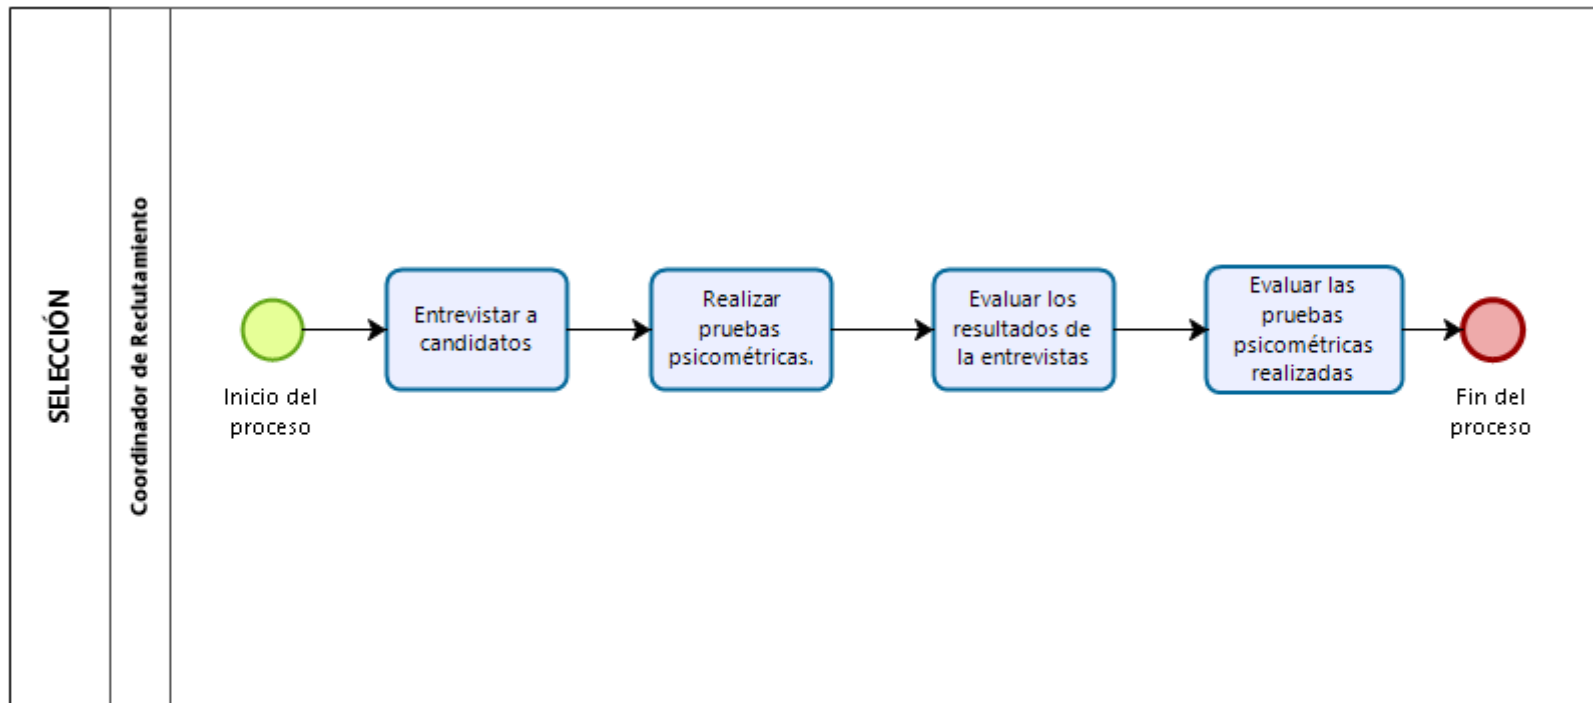 SELECCIÓN
Coordinador de Reclutamiento
Inicio del
proceso
Entrevistar a
candidatos
Realizar
pruebas
psicométricas.
Evaluar los
resultados de
la entrevistas
Evaluar las
pruebas
psicométricas
realizadas
Fin del
proceso